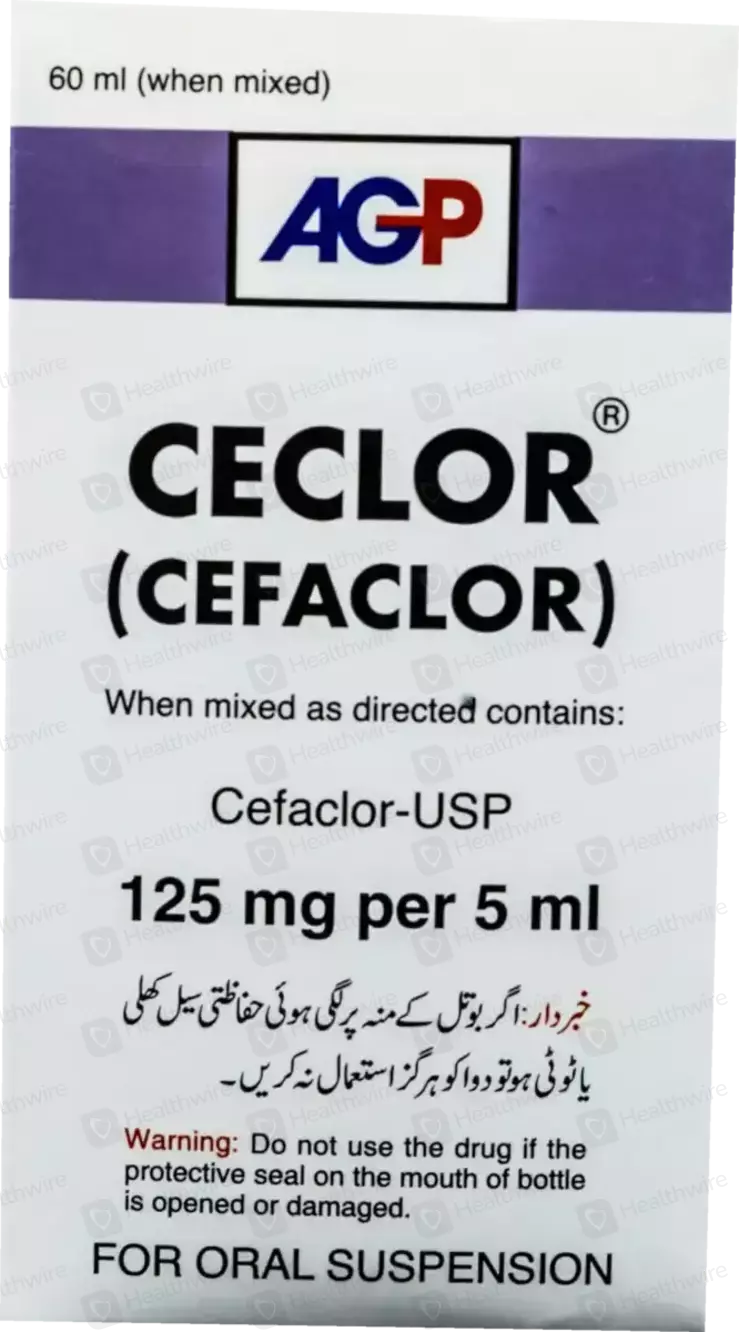 60 ml (when mixed)
AGP
CECLOR®
(CEFACLOR)
When mixed as directed contains:
Cefaclor-USP
125 mg per 5 ml
خبردار: اگر بوتل کے منہ پر لگی ہوئی حفاظتی سیل کھلی
یا ٹوٹی ہو تو دوا کو ہرگز استعمال نہ کریں۔
Warning: Do not use the drug if the
protective seal on the mouth of bottle
is opened or damaged.
FOR ORAL SUSPENSION
Healthwire